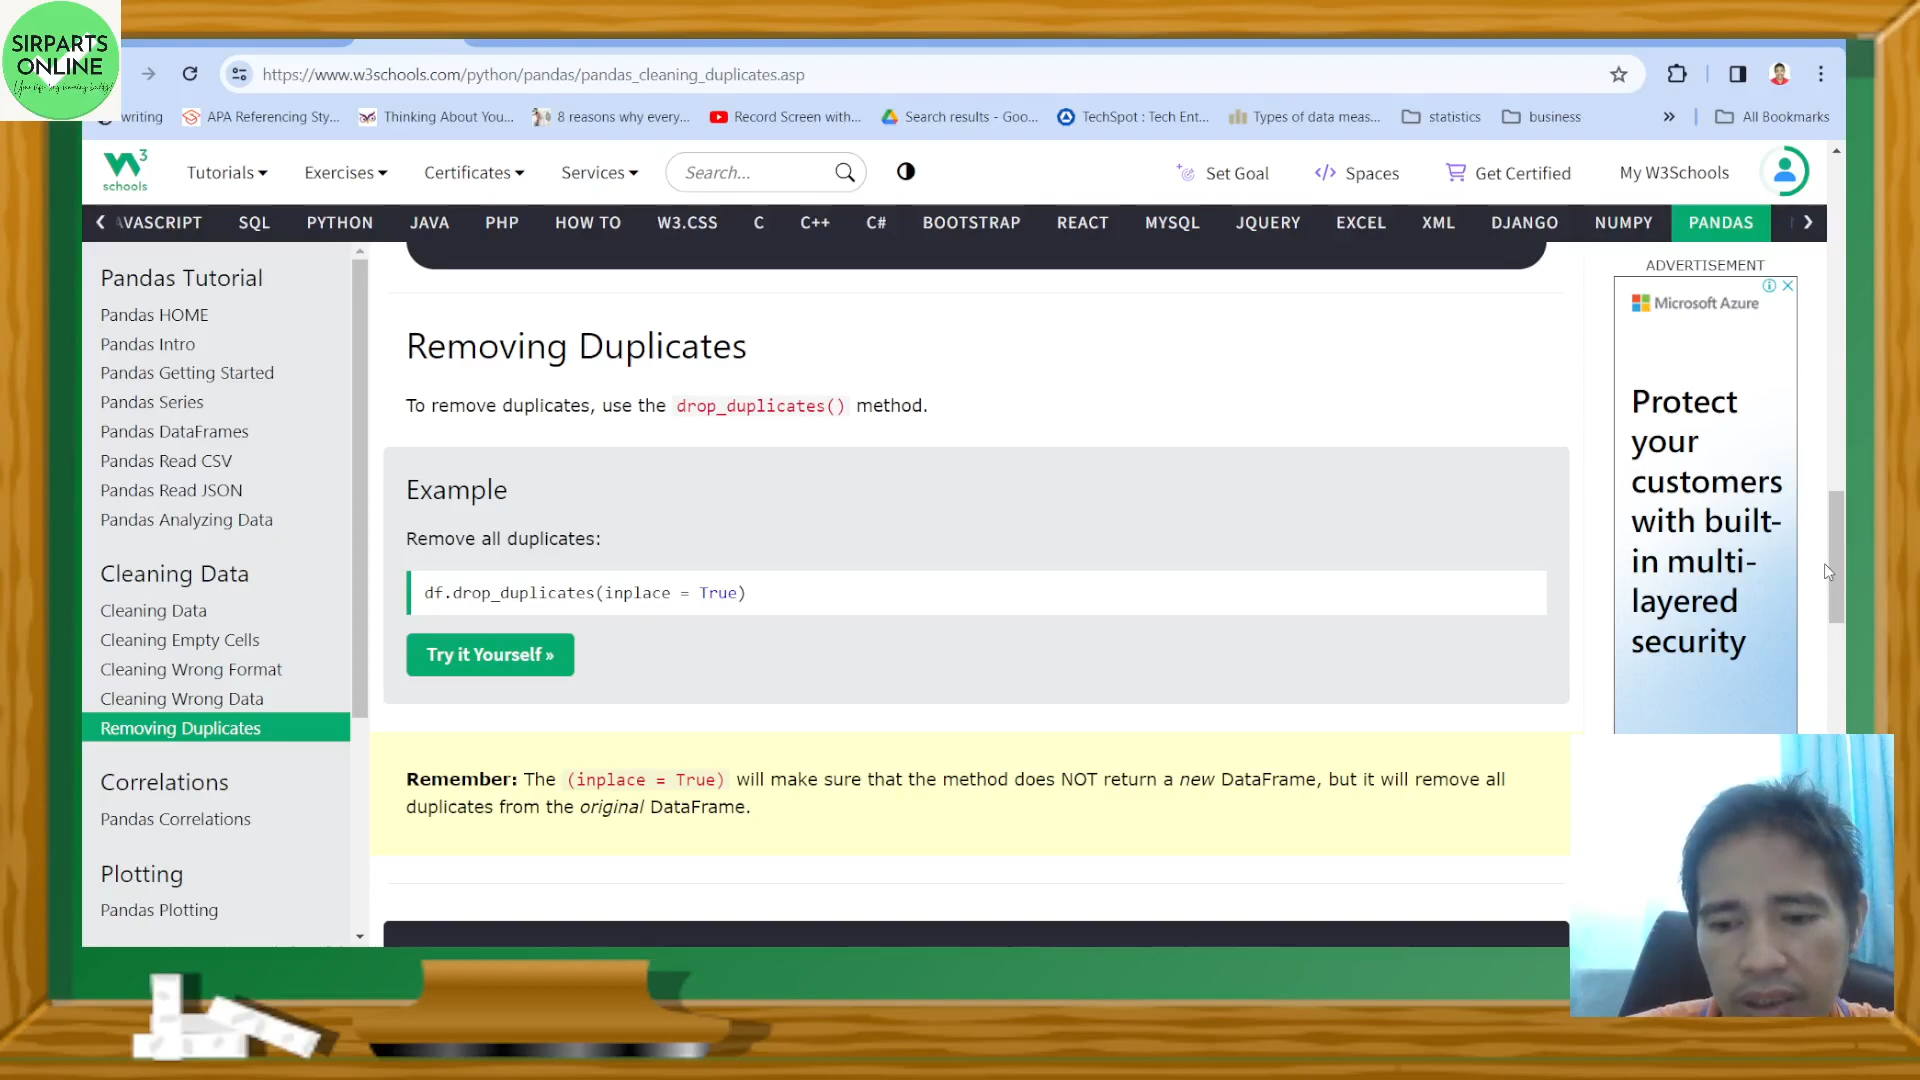 SIRPARTS
ONLINE
https://www.w3schools.com/python/pandas/pandas_cleaning_duplicates.asp
writing
APA Referencing Sty...
Thinking About You...
8 reasons why every...
Record Screen with...
Search results - Goo...
TechSpot : Tech Ent...
Types of data meas...
statistics
business
»
All Bookmarks
W3
schools
Tutorials
Exercises
Certificates
Services
Search...
Set Goal
Spaces
Get Certified
My W3Schools
AVASCRIPT
SQL
PYTHON
JAVA
PHP
HOW TO
W3.CSS
C
C++
C#
BOOTSTRAP
REACT
MYSQL
JQUERY
EXCEL
XML
DJANGO
NUMPY
PANDAS
Pandas Tutorial
Pandas HOME
Pandas Intro
Pandas Getting Started
Pandas Series
Pandas DataFrames
Pandas Read CSV
Pandas Read JSON
Pandas Analyzing Data
Cleaning Data
Cleaning Data
Cleaning Empty Cells
Cleaning Wrong Format
Cleaning Wrong Data
Removing Duplicates
Correlations
Pandas Correlations
Plotting
Pandas Plotting
Removing Duplicates
To remove duplicates, use the drop_duplicates() method.
Example
Remove all duplicates:
df.drop_duplicates(inplace = True)
Try it Yourself »
Remember: The (inplace = True) will make sure that the method does NOT return a new DataFrame, but it will remove all
duplicates from the original DataFrame.
ADVERTISEMENT
Microsoft Azure
Protect
your
customers
with built-
in multi-
layered
security